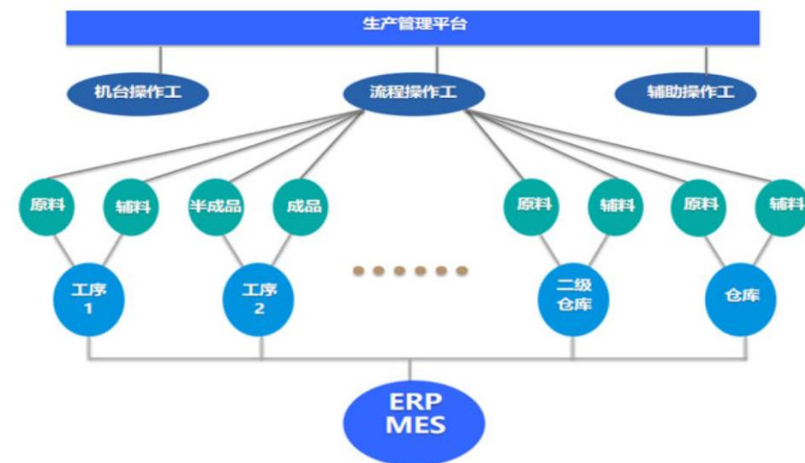 生产管理平台
机台操作工
流程操作工
辅助操作工
原料
辅料
半成品
成品
原料
辅料
原料
辅料
工序
1
工序
2
二级
仓库
仓库
ERP
MES